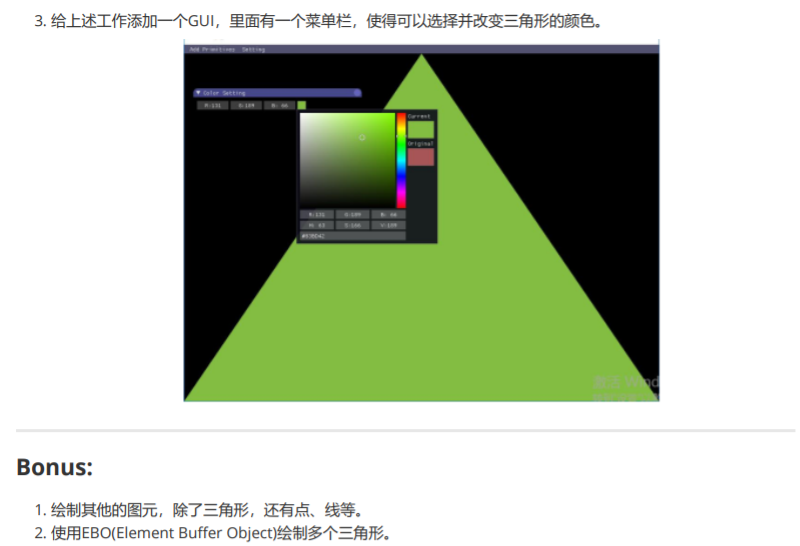 3. 给上述工作添加一个GUI，里面有一个菜单栏，使得可以选择并改变三角形的颜色。
Add Primitives Setting
Color Setting
R:131 G:189 B: 66
Current
Original
R:131 G:189 B: 66
H: 63 S:166 V:189
#83BD42
激活 Wind
Bonus:
1. 绘制其他的图元，除了三角形，还有点、线等。
2. 使用EBO(Element Buffer Object)绘制多个三角形。